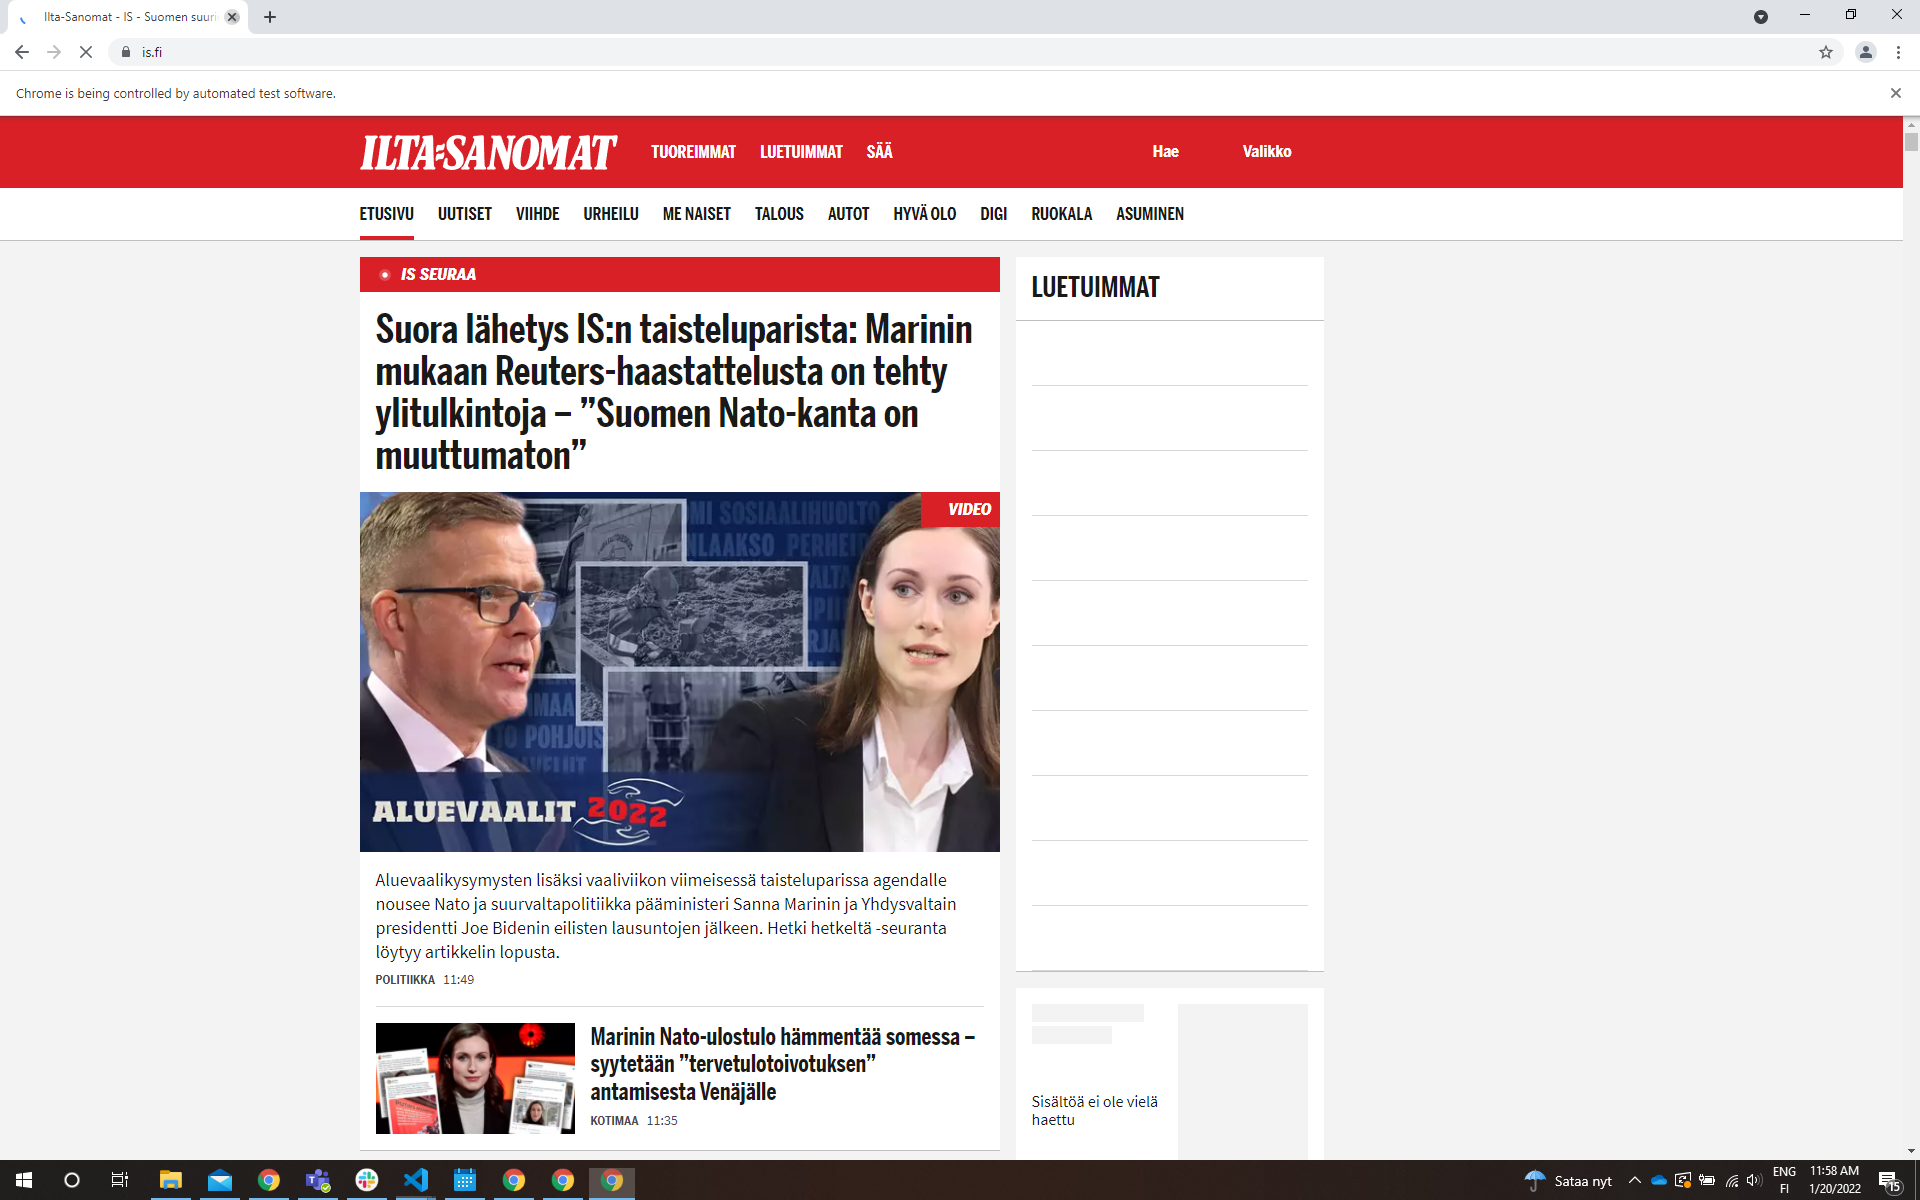 Ilta-Sanomat - IS - Suomen suuri
is.fi
Chrome is being controlled by automated test software.
ILTA-SANOMAT TUOREIMMAT LUETUIMMAT SÄÄ Hae Valikko
ETUSIVU UUTISET VIIHDE URHEILU ME NAISET TALOUS AUTOT HYVÄ OLO DIGI RUOKALA ASUMINEN
IS SEURAA
Suora lähetys IS:n taisteluparista: Marinin
mukaan Reuters-haastattelusta on tehty
ylitulkintoja – ”Suomen Nato-kanta on
muuttumaton”
VIDEO
MI SOSIAALIHUOLTO
NLAAKSO PERHE
POHJOIS
ALUEVAALIT 2022
Aluevaalikysymysten lisäksi vaaliviikon viimeisessä taisteluparissa agendalle
nousee Nato ja suurvaltapolitiikka pääministeri Sanna Marinin ja Yhdysvaltain
presidentti Joe Bidenin eilisten lausuntojen jälkeen. Hetki hetkeltä -seuranta
löytyy artikkelin lopusta.
POLITIIKKA 11:49
Marinin Nato-ulostulo hämmentää somessa –
syytetään ”tervetulotoivotuksen”
antamisesta Venäjälle
KOTIMAA 11:35
LUETUIMMAT
Sisältöä ei ole vielä
haettu
Sataa nyt
ENG
FI
11:58 AM
1/20/2022
15